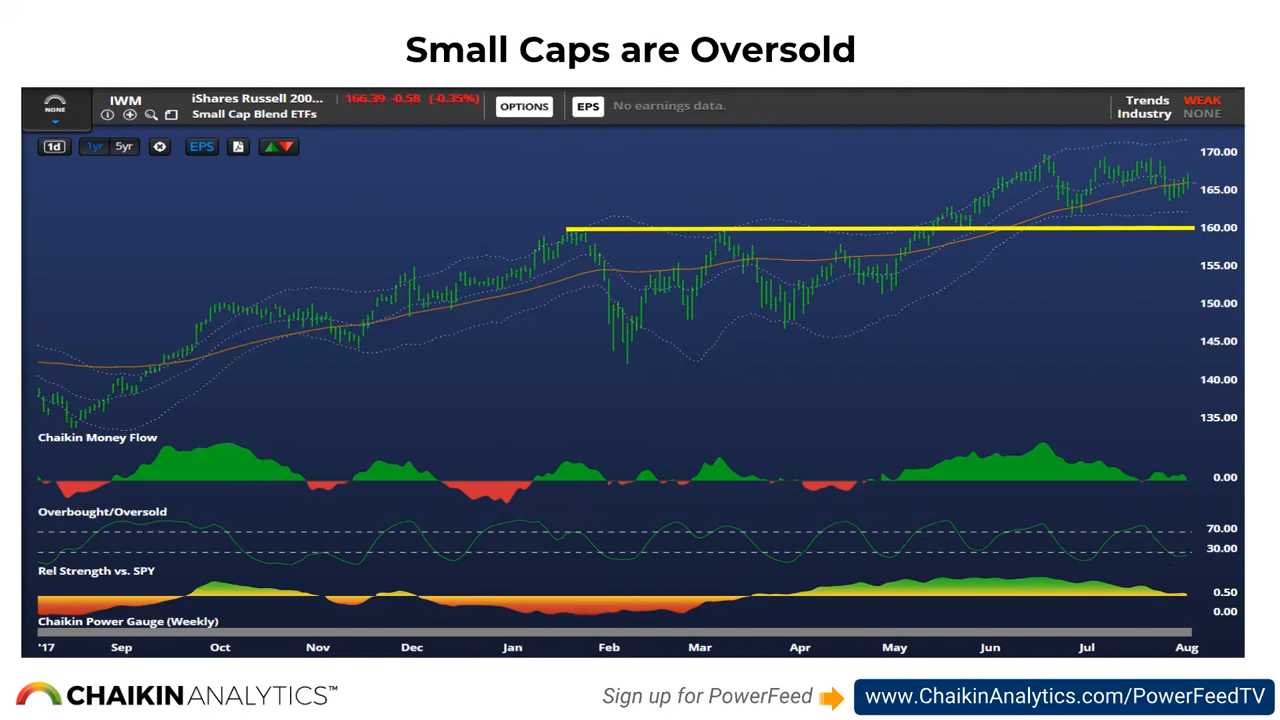 Small Caps are Oversold
NONE
IWM
iShares Russell 200...
166.39 -0.58 (-0.35%)
Small Cap Blend ETFs
OPTIONS
EPS
No earnings data.
Trends WEAK
Industry NONE
1d
1yr
5yr
EPS
170.00
165.00
160.00
155.00
150.00
145.00
140.00
135.00
Chaikin Money Flow
0.00
Overbought/Oversold
70.00
30.00
Rel Strength vs. SPY
0.50
0.00
Chaikin Power Gauge (Weekly)
'17 Sep Oct Nov Dec Jan Feb Mar Apr May Jun Jul Aug
CHAIKIN ANALYTICS™
Sign up for PowerFeed
www.ChaikinAnalytics.com/PowerFeedTV